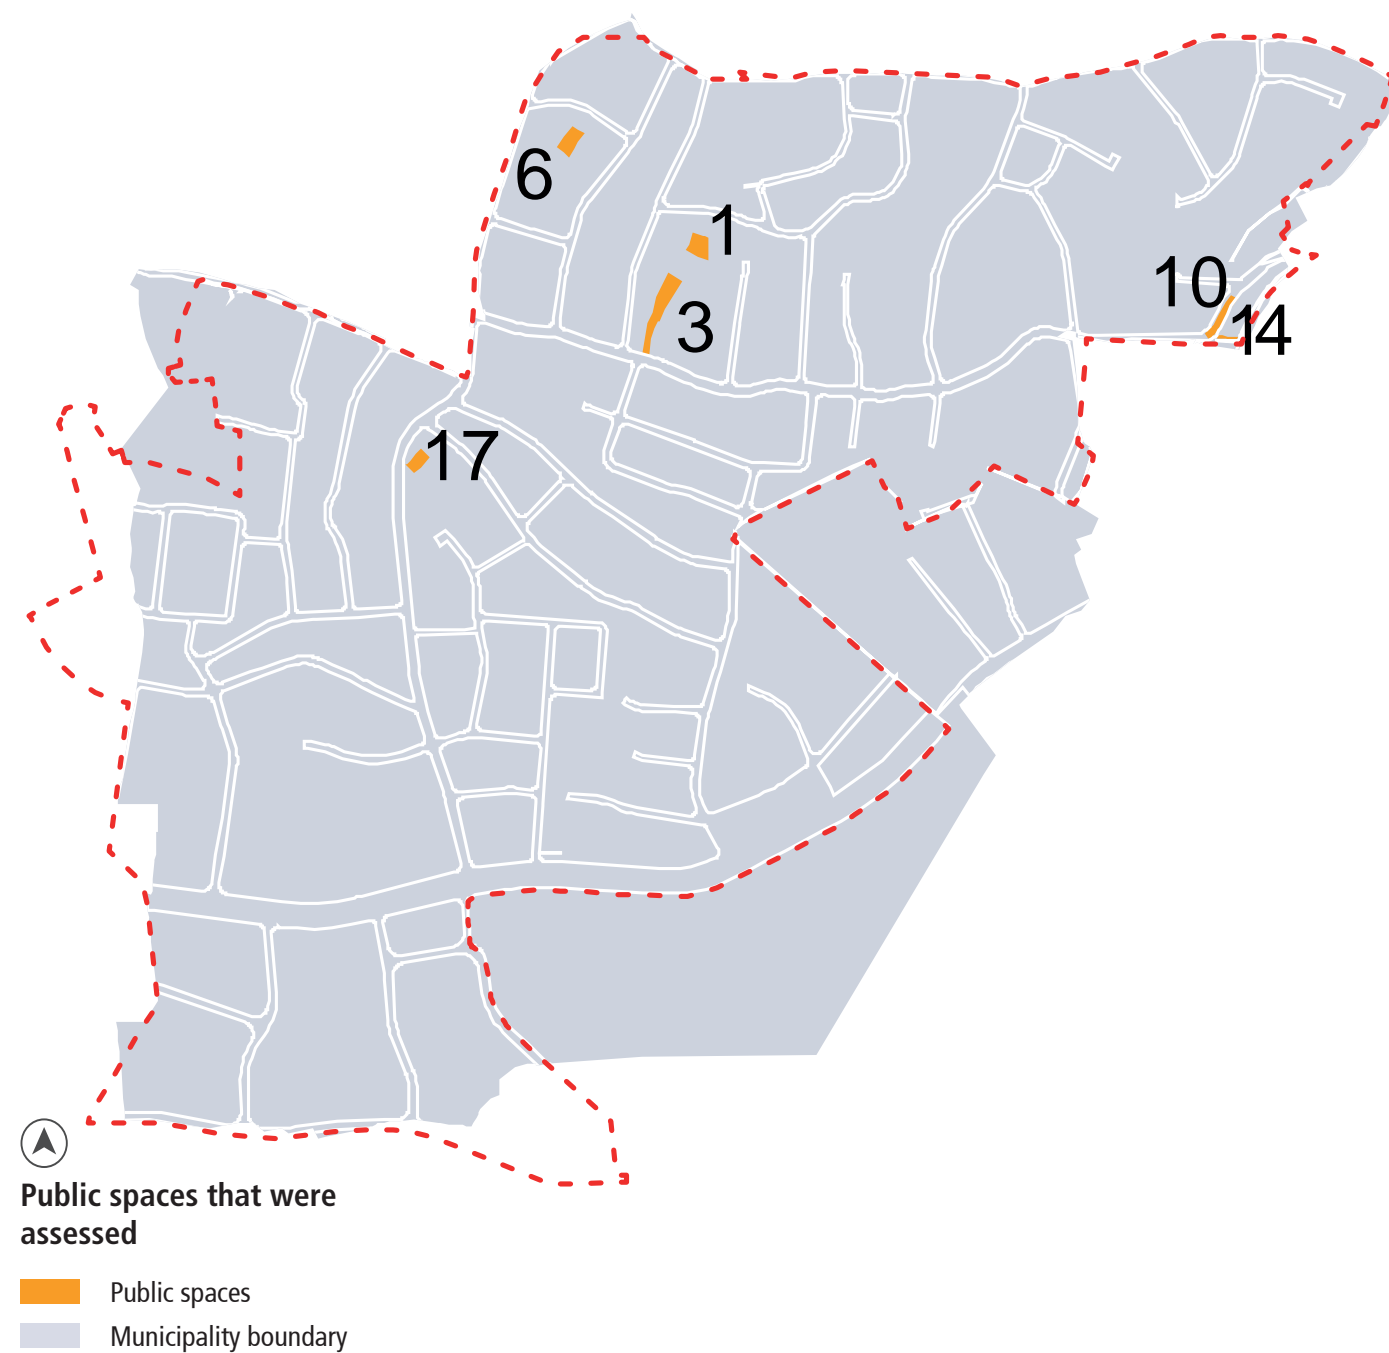 6
1
3
10
14
17
Public spaces that were
assessed
Public spaces
Municipality boundary